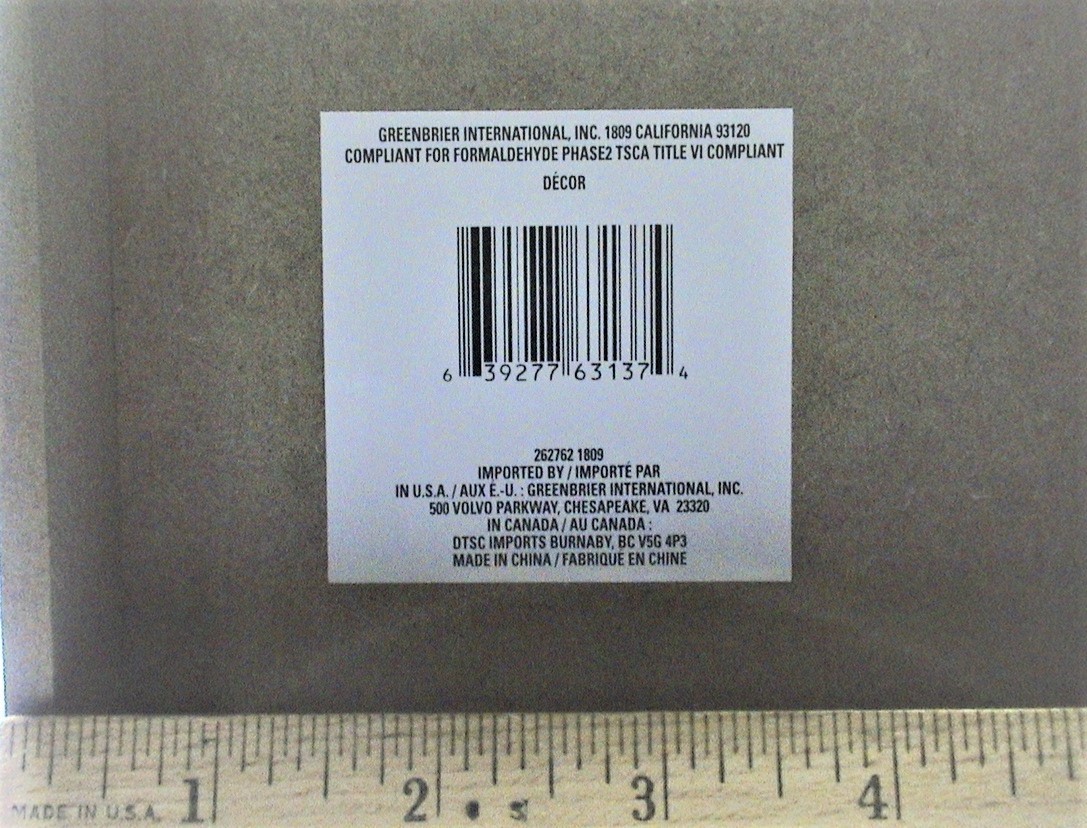 GREENBRIER INTERNATIONAL, INC. 1809 CALIFORNIA 93120
COMPLIANT FOR FORMALDEHYDE PHASE2 TSCA TITLE VI COMPLIANT
DÉCOR
6 39277 63137 4
262762 1809
IMPORTED BY / IMPORTÉ PAR
IN U.S.A. / AUX É.-U. : GREENBRIER INTERNATIONAL, INC.
500 VOLVO PARKWAY, CHESAPEAKE, VA 23320
IN CANADA / AU CANADA :
DTSC IMPORTS BURNABY, BC V5G 4P3
MADE IN CHINA / FABRIQUÉ EN CHINE
1 2 3 4
MADE IN U.S.A.